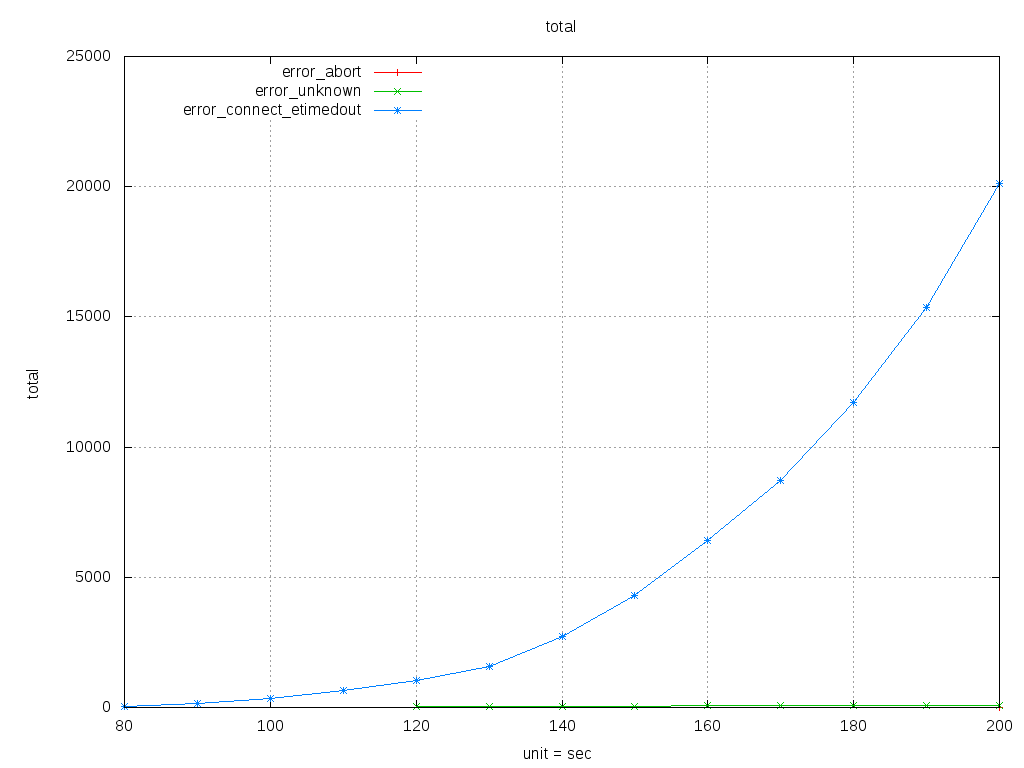 total
25000
20000
15000
10000
5000
0
total
error_abort
error_unknown
error_connect_etimedout
80 100 120 140 160 180 200
unit = sec